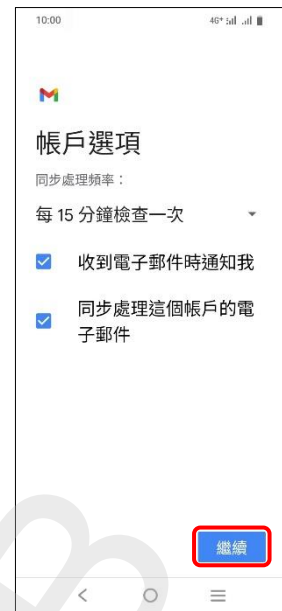 10:00 4G+
帳戶選項
同步處理頻率：
每 15 分鐘檢查一次
收到電子郵件時通知我
同步處理這個帳戶的電
子郵件
繼續